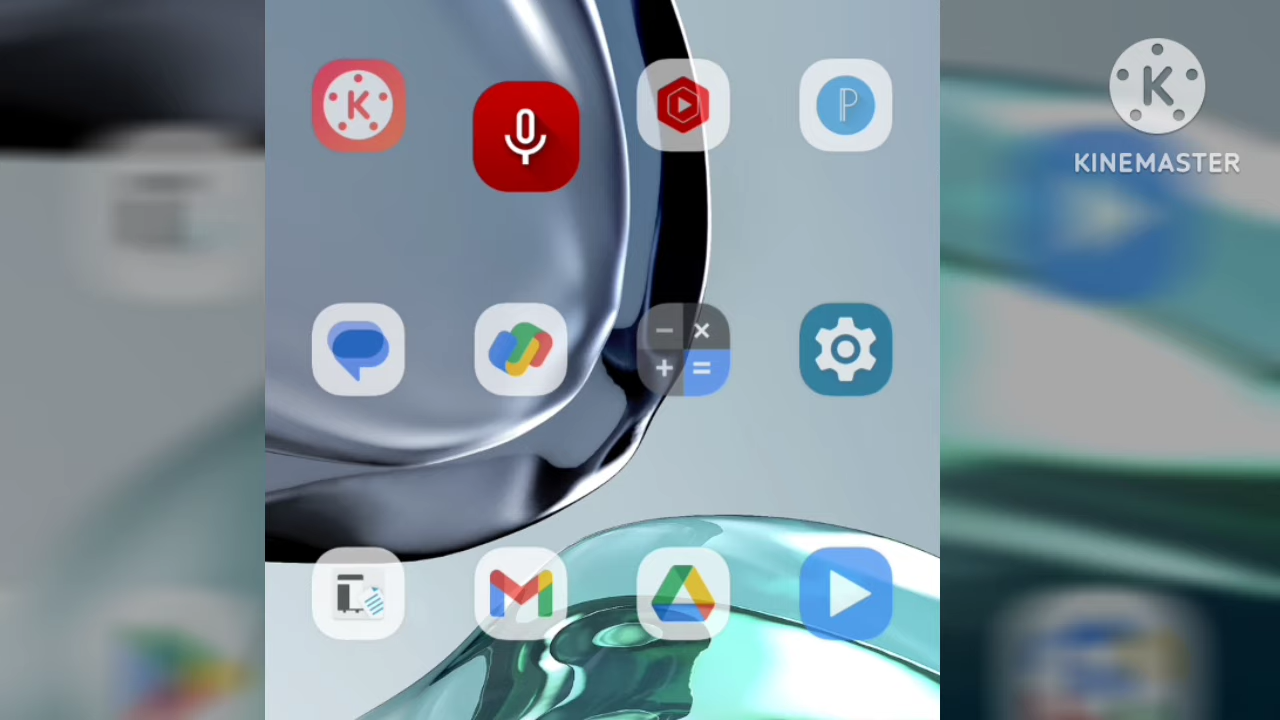 K
P
K
KINEMASTER
− ×
+ =